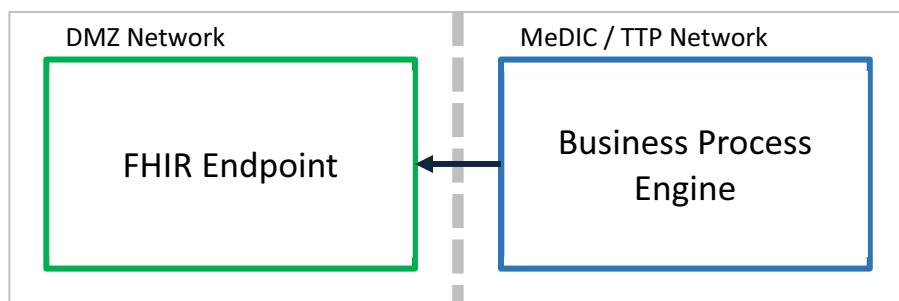 DMZ Network
MeDIC / TTP Network
FHIR Endpoint
Business Process
Engine